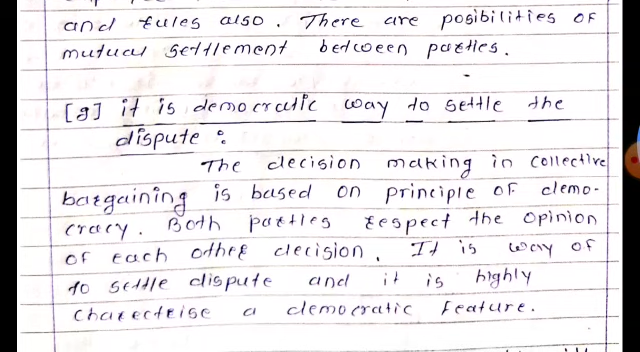 and rules also. There are posibilities of
mutual settlement between parties.
[g] it is democratic way to settle the
dispute :
The decision making in collective
bargaining is based on principle of demo-
cracy. Both parties respect the opinion
of each other decision. It is way of
to settle dispute and it is highly
charecterise a democratic feature.